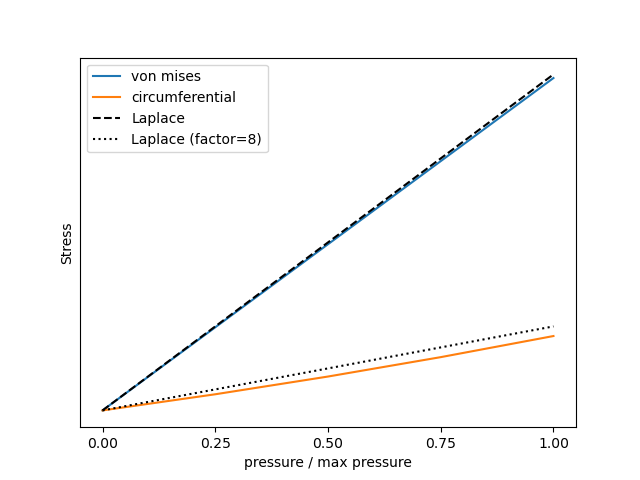 von mises
circumferential
Laplace
Laplace (factor=8)
Stress
0.00 0.25 0.50 0.75 1.00
pressure / max pressure